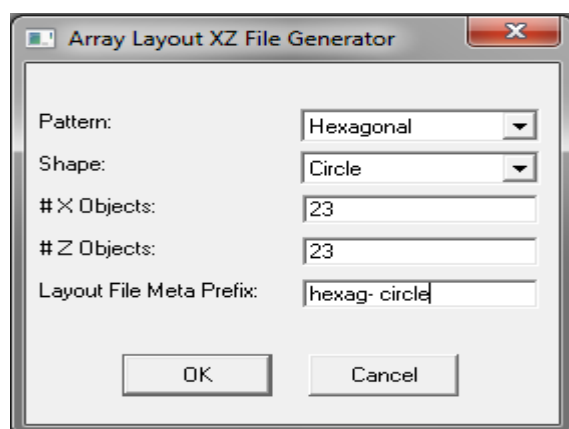 Array Layout XZ File Generator
Pattern: Hexagonal
Shape: Circle
# X Objects: 23
# Z Objects: 23
Layout File Meta Prefix: hexag- circle
OK Cancel